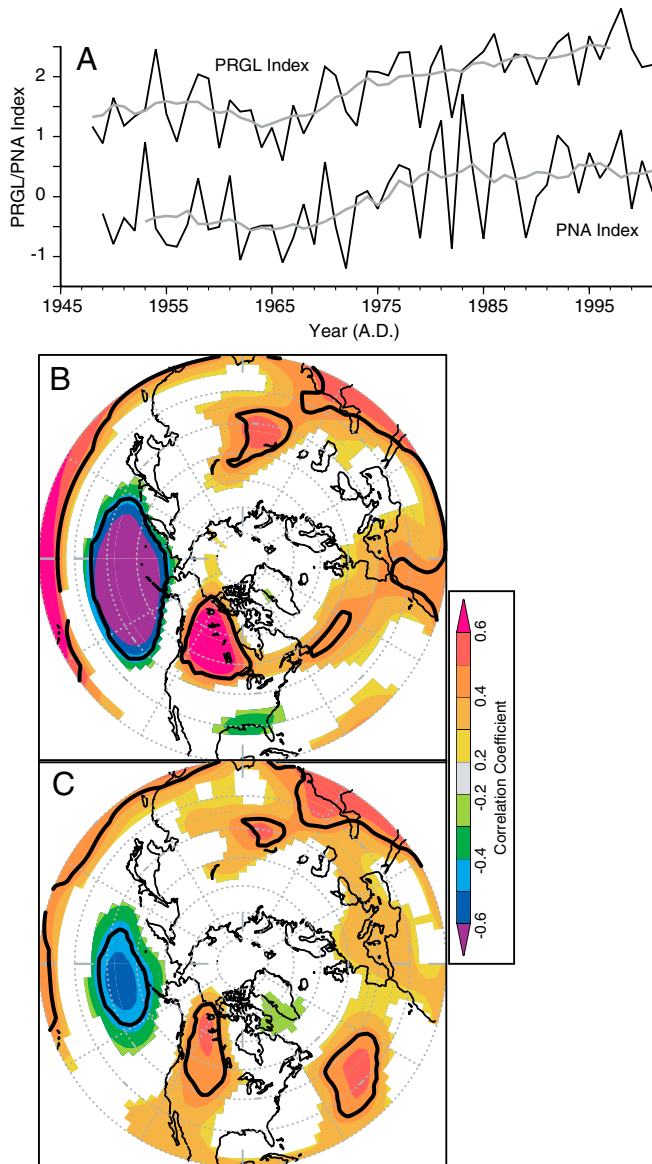 A
PRGL Index
PRGL/PNA Index
2
1
0
-1
PNA Index
1945
1955
1965
1975
1985
1995
Year (A.D.)
B
C
0.6
0.4
0.2
-0.2
-0.4
-0.6
Correlation Coefficient